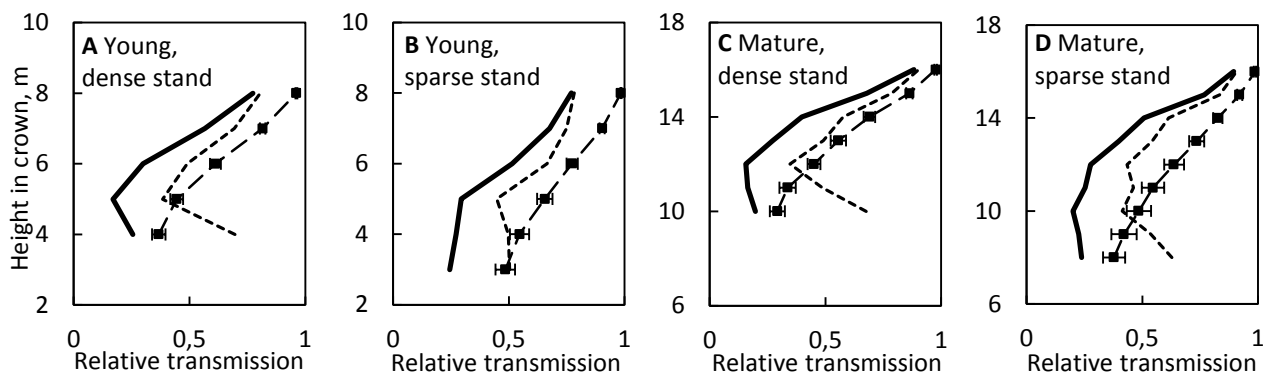 Height in crown, m
10
8
6
4
2
A Young,
dense stand
0
0,5
1
Relative transmission
10
8
6
4
2
B Young,
sparse stand
0
0,5
1
Relative transmission
18
14
10
6
C Mature,
dense stand
0
0,5
1
Relative transmission
18
14
10
6
D Mature,
sparse stand
0
0,5
1
Relative transmission